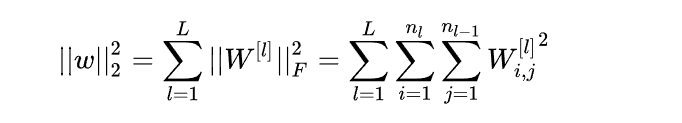 ||w||_2^2 = \sum_{l=1}^{L} ||W^{[l]}||_F^2 = \sum_{l=1}^{L} \sum_{i=1}^{n_l} \sum_{j=1}^{n_{l-1}} {W_{i,j}^{[l]}}^2